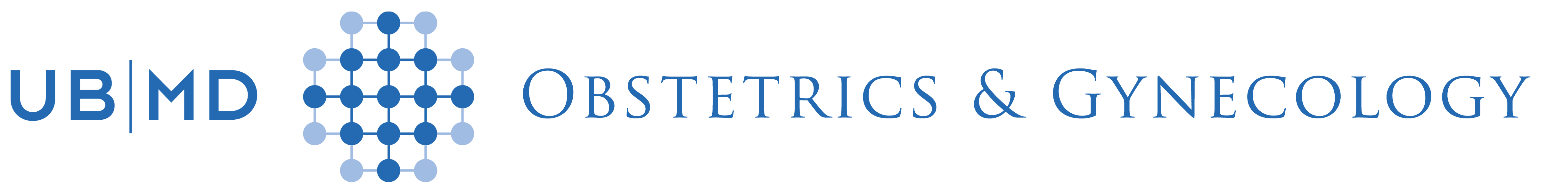 UB|MD OBSTETRICS & GYNECOLOGY